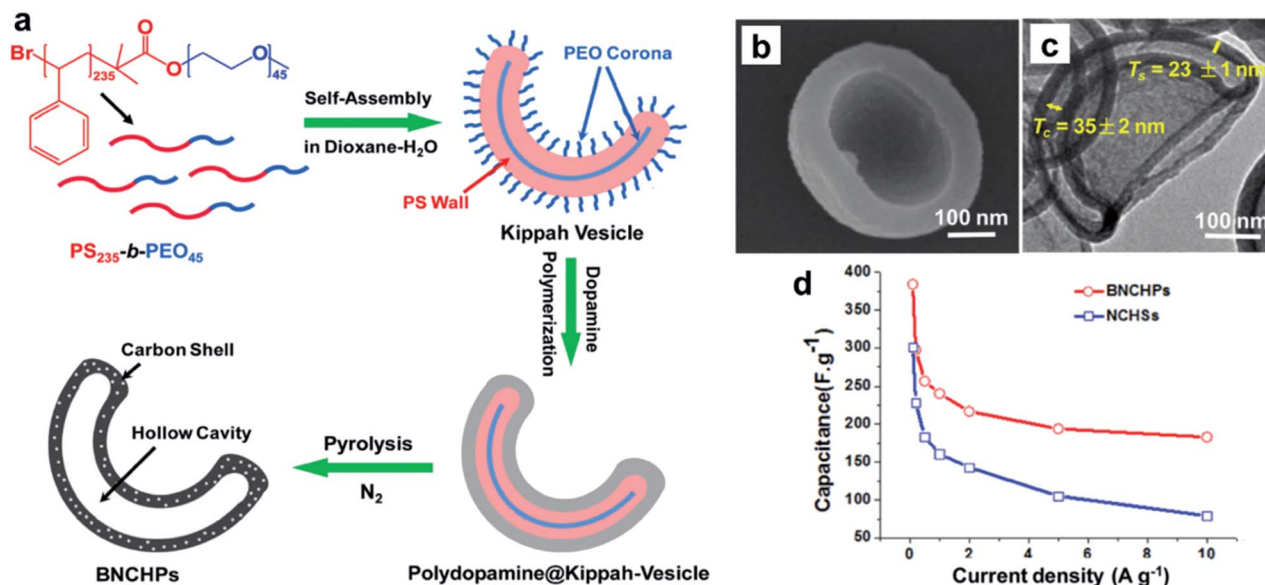 a
Br
235
O
O
O
45
Self-Assembly
in Dioxane-H₂O
PEO Corona
PS Wall
Kippah Vesicle
PS₂₃₅-b-PEO₄₅
Dopamine
Polymerization
Carbon Shell
Hollow Cavity
Pyrolysis
N₂
BNCHPs
Polydopamine@Kippah-Vesicle
b
100 nm
c
Tₛ = 23 ±1 nm
T꜀ = 35±2 nm
100 nm
d
BNCHPs
NCHSs
Capacitance(F.g⁻¹)
400
350
300
250
200
150
100
50
0 2 4 6 8 10
Current density (A g⁻¹)